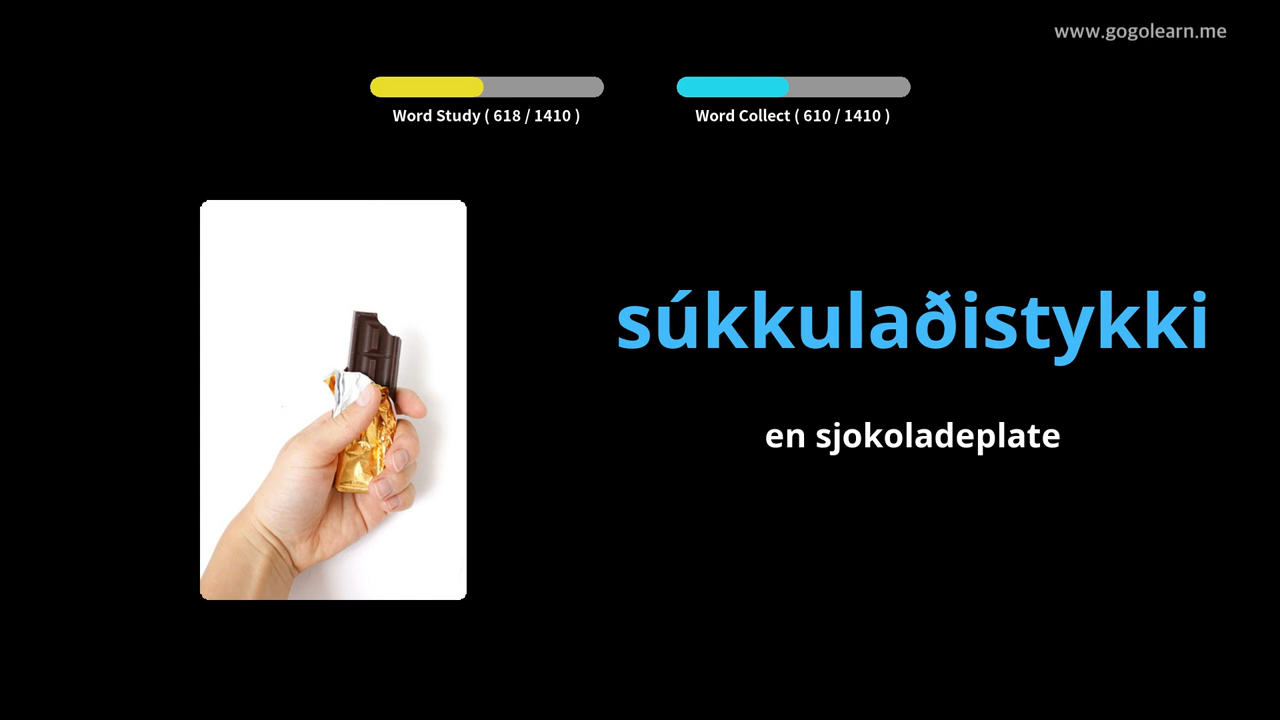 www.gogolearn.me
Word Study ( 618 / 1410 )
Word Collect ( 610 / 1410 )
súkkulaðistykki
en sjokoladeplate